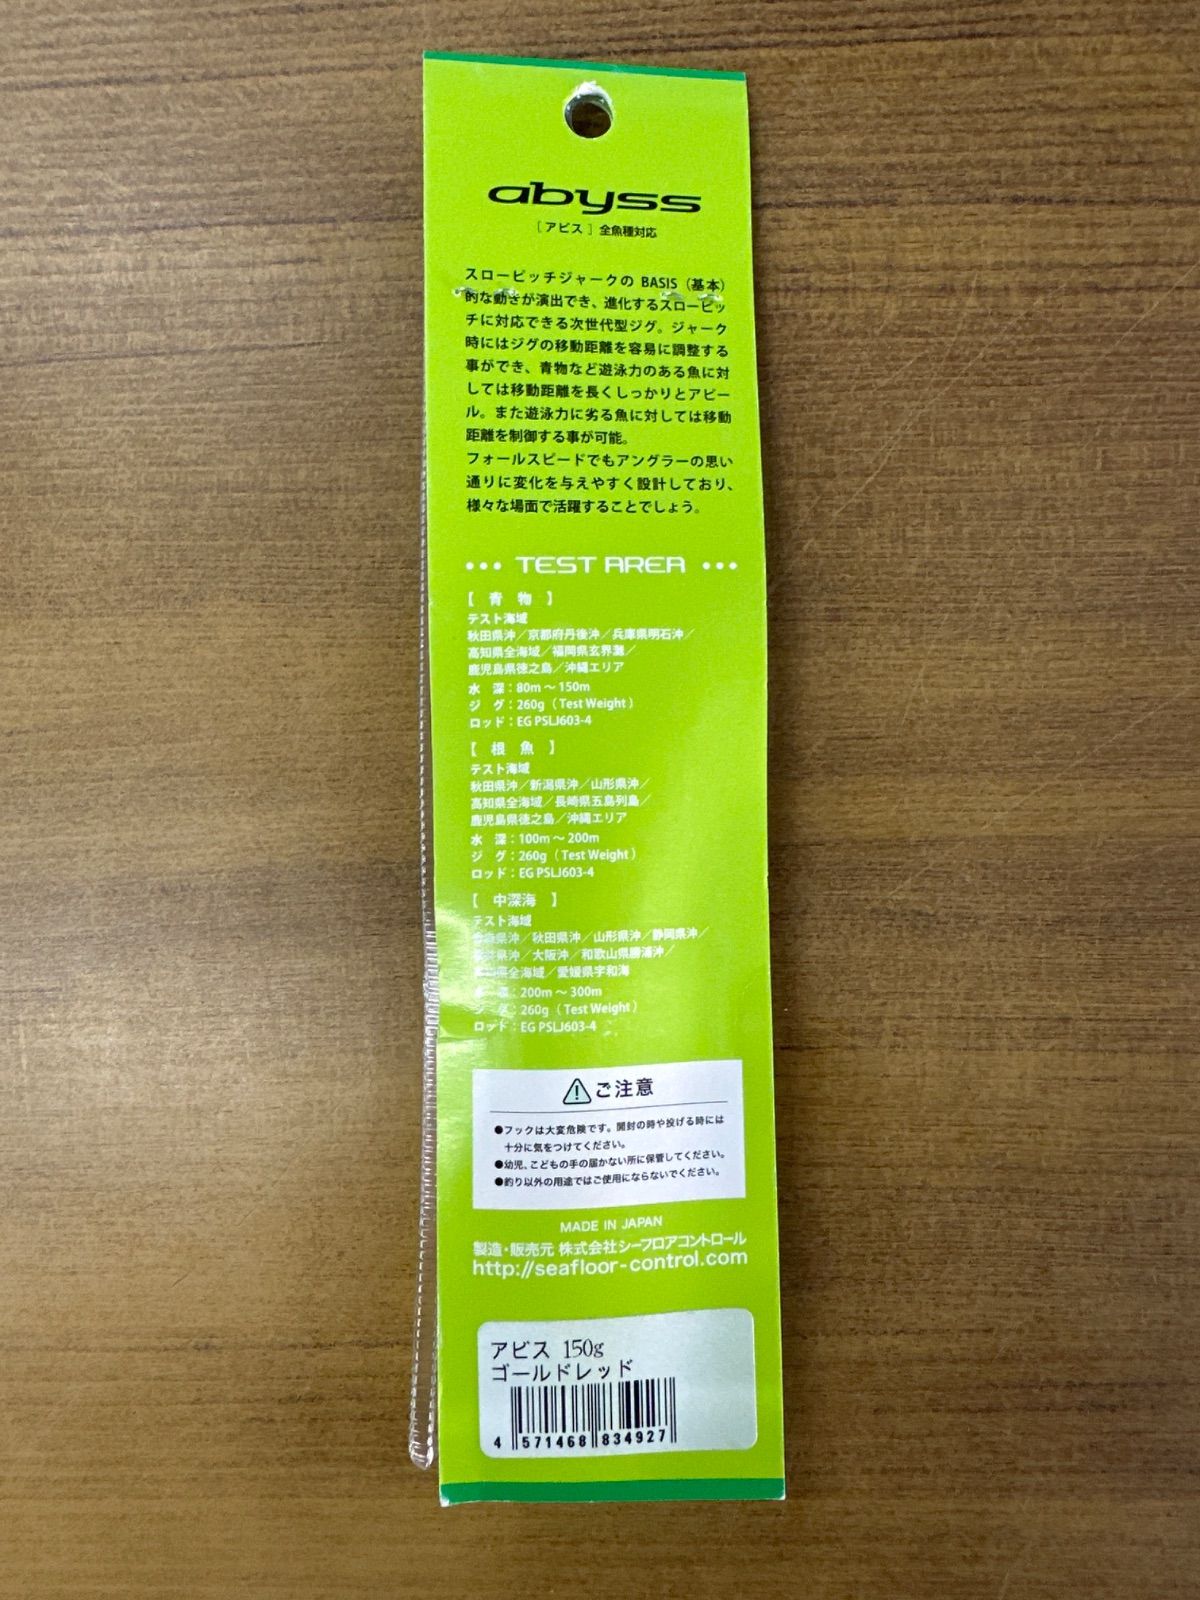 abyss
［アビス］全魚種対応
スローピッチジャークの BASIS（基本）
的な動きが演出でき、進化するスローピッ
チに対応できる次世代型ジグ。ジャーク
時にはジグの移動距離を容易に調整する
事ができ、青物など遊泳力のある魚に対
しては移動距離を長くしっかりとアピー
ル。また遊泳力に劣る魚に対しては移動
距離を制御する事が可能。
フォールスピードでもアングラーの思い
通りに変化を与えやすく設計しており、
様々な場面で活躍することでしょう。
••• TEST AREA •••
【 青 物 】
テスト海域
秋田県沖／京都府丹後沖／兵庫県明石沖／
高知県全海域／福岡県玄界灘／
鹿児島県徳之島／沖縄エリア
水 深：80m～150m
ジ グ：260g（Test Weight）
ロッド：EG PSLJ603-4
【 根 魚 】
テスト海域
秋田県沖／新潟県沖／山形県沖／
高知県全海域／長崎県五島列島／
鹿児島県徳之島／沖縄エリア
水 深：100m～200m
ジ グ：260g（Test Weight）
ロッド：EG PSLJ603-4
【 中深海 】
テスト海域
県沖／秋田県沖／山形県沖／静岡県沖／
県沖／大阪沖／和歌山県勝浦沖／
県全海域／愛媛県宇和海
水 深：200m～300m
ジ グ：260g（Test Weight）
ロッド：EG PSLJ603-4
ご注意
●フックは大変危険です。開封の時や投げる時には
十分に気をつけてください。
●幼児、こどもの手の届かない所に保管してください。
●釣り以外の用途ではご使用にならないでください。
MADE IN JAPAN
製造・販売元 株式会社シーフロアコントロール
http://seafloor-control.com
アビス 150g
ゴールドレッド
4 571468 834927